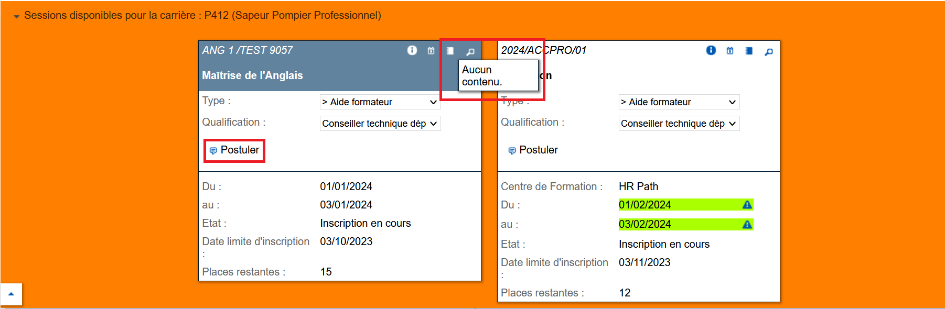 Sessions disponibles pour la carrière : P412 (Sapeur Pompier Professionnel)
ANG 1 /TEST 9057
Maîtrise de l'Anglais
Type :
> Aide formateur
Qualification :
Conseiller technique dép
Postuler
Du :
01/01/2024
au :
03/01/2024
Etat :
Inscription en cours
Date limite d'inscription :
03/10/2023
Places restantes :
15
Aucun
contenu.
2024/ACCPRO/01
on
Type :
> Aide formateur
Qualification :
Conseiller technique dép
Postuler
Centre de Formation :
HR Path
Du :
01/02/2024
au :
03/02/2024
Etat :
Inscription en cours
Date limite d'inscription :
03/11/2023
Places restantes :
12